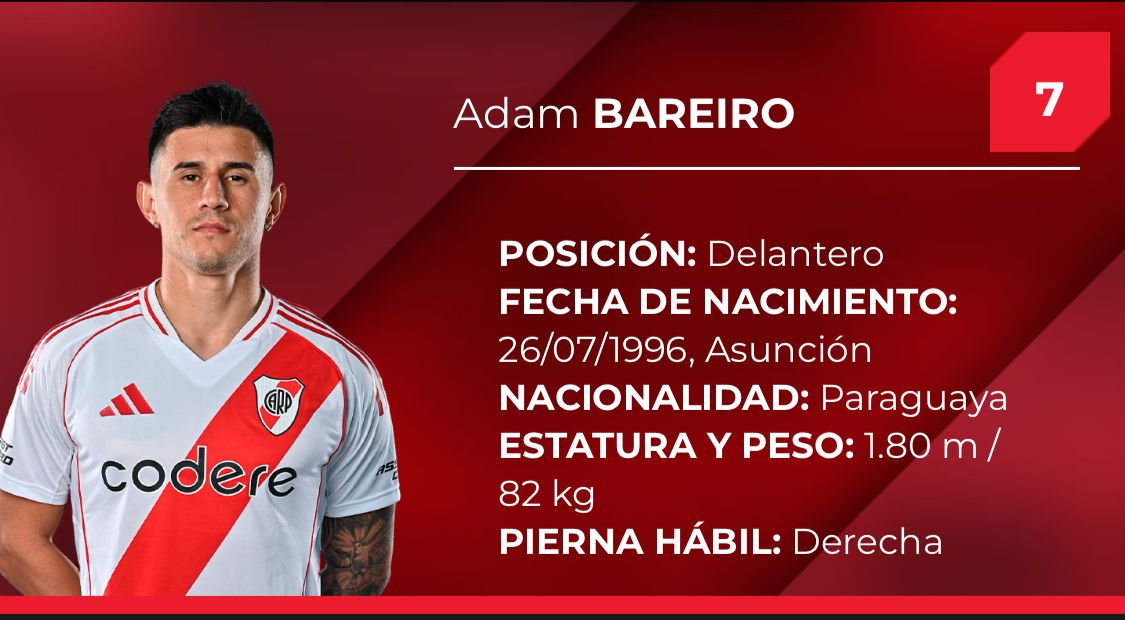 Adam BAREIRO
7
POSICIÓN: Delantero
FECHA DE NACIMIENTO:
26/07/1996, Asunción
NACIONALIDAD: Paraguaya
ESTATURA Y PESO: 1.80 m /
82 kg
PIERNA HÁBIL: Derecha
CARP
codere